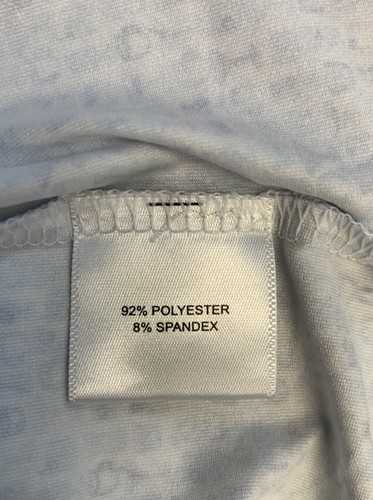 92% POLYESTER
8% SPANDEX